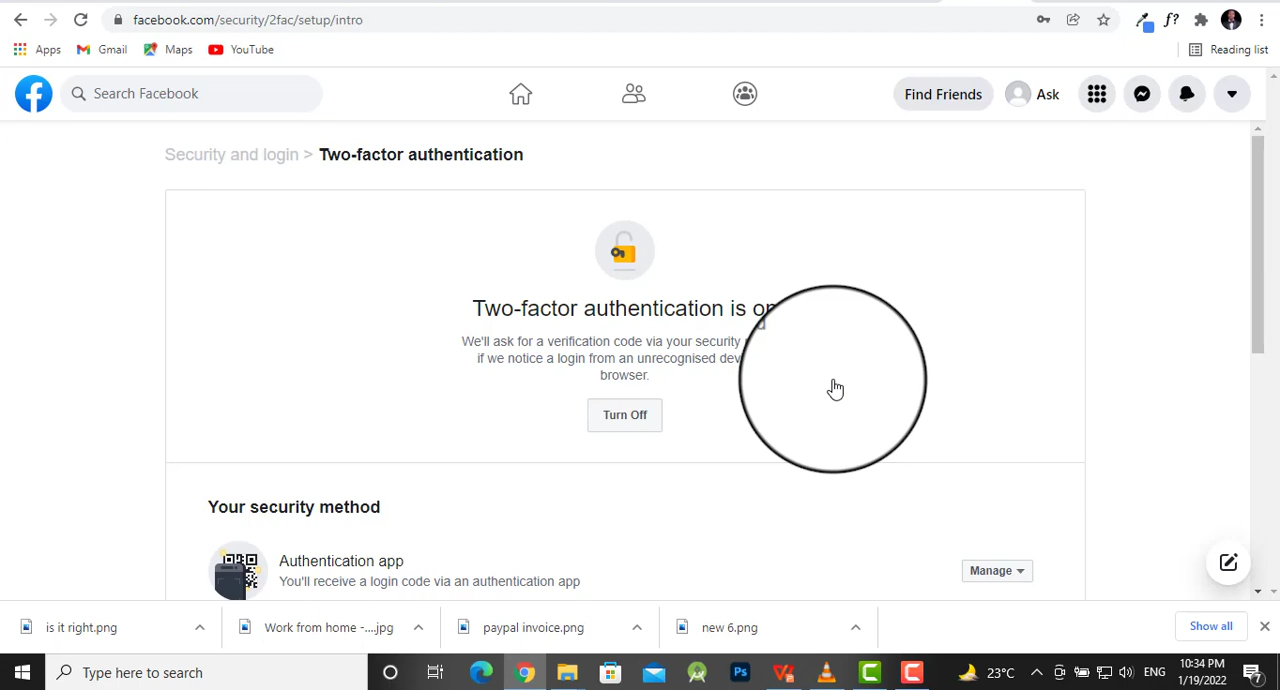 facebook.com/security/2fac/setup/intro
f?
Apps Gmail Maps YouTube Reading list
Search Facebook Find Friends Ask
Security and login > Two-factor authentication
Two-factor authentication is on
We'll ask for a verification code via your security
if we notice a login from an unrecognised
browser.
Turn Off
Your security method
Authentication app
You'll receive a login code via an authentication app
Manage
is it right.png Work from home -....jpg paypal invoice.png new 6.png Show all
Type here to search Ps 23°C ENG 10:34 PM
1/19/2022 7